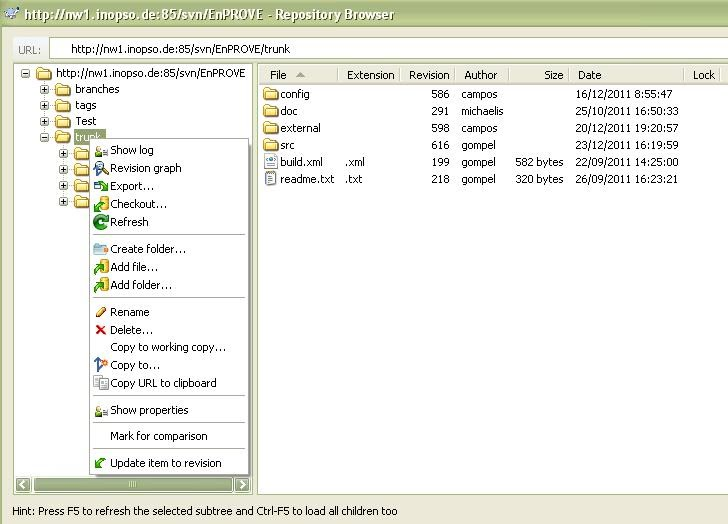 http://nw1.inopso.de:85/svn/EnPROVE - Repository Browser
URL: http://nw1.inopso.de:85/svn/EnPROVE/trunk
http://nw1.inopso.de:85/svn/EnPROVE
branches
tags
Test
trunk
Show log
Revision graph
Export...
Checkout...
Refresh
Create folder...
Add file...
Add folder...
Rename
Delete...
Copy to working copy...
Copy to...
Copy URL to clipboard
Show properties
Mark for comparison
Update item to revision
File Extension Revision Author Size Date Lock
config 586 campos 16/12/2011 8:55:47
doc 291 michaelis 25/10/2011 16:50:33
external 598 campos 20/12/2011 19:20:57
src 616 gompel 23/12/2011 16:19:59
build.xml .xml 199 gompel 582 bytes 22/09/2011 14:25:00
readme.txt .txt 218 gompel 320 bytes 26/09/2011 16:23:21
Hint: Press F5 to refresh the selected subtree and Ctrl-F5 to load all children too